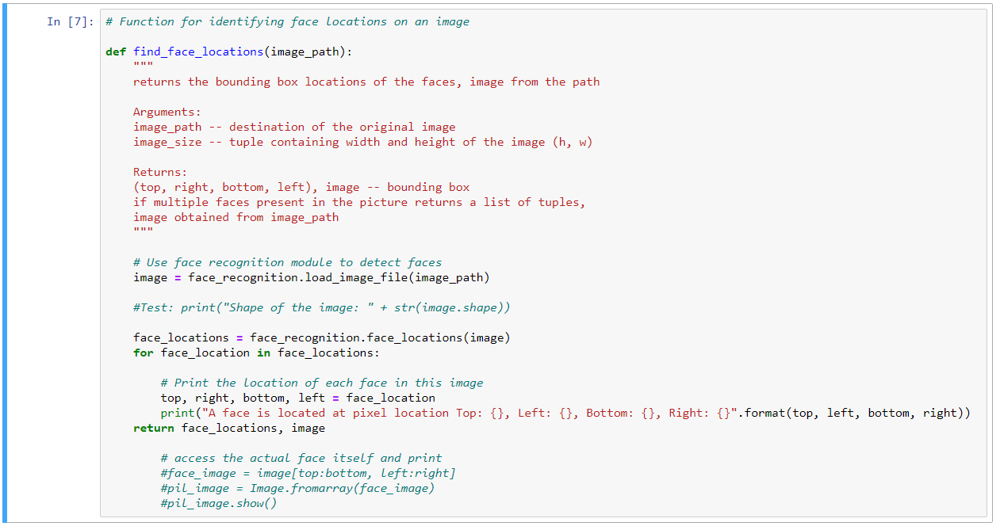 In [7]: # Function for identifying face locations on an image
def find_face_locations(image_path):
"""
returns the bounding box locations of the faces, image from the path
Arguments:
image_path -- destination of the original image
image_size -- tuple containing width and height of the image (h, w)
Returns:
(top, right, bottom, left), image -- bounding box
if multiple faces present in the picture returns a list of tuples,
image obtained from image_path
"""
# Use face recognition module to detect faces
image = face_recognition.load_image_file(image_path)
#Test: print("Shape of the image: " + str(image.shape))
face_locations = face_recognition.face_locations(image)
for face_location in face_locations:
# Print the location of each face in this image
top, right, bottom, left = face_location
print("A face is located at pixel location Top: {}, Left: {}, Bottom: {}, Right: {}".format(top, left, bottom, right))
return face_locations, image
# access the actual face itself and print
#face_image = image[top:bottom, left:right]
#pil_image = Image.fromarray(face_image)
#pil_image.show()